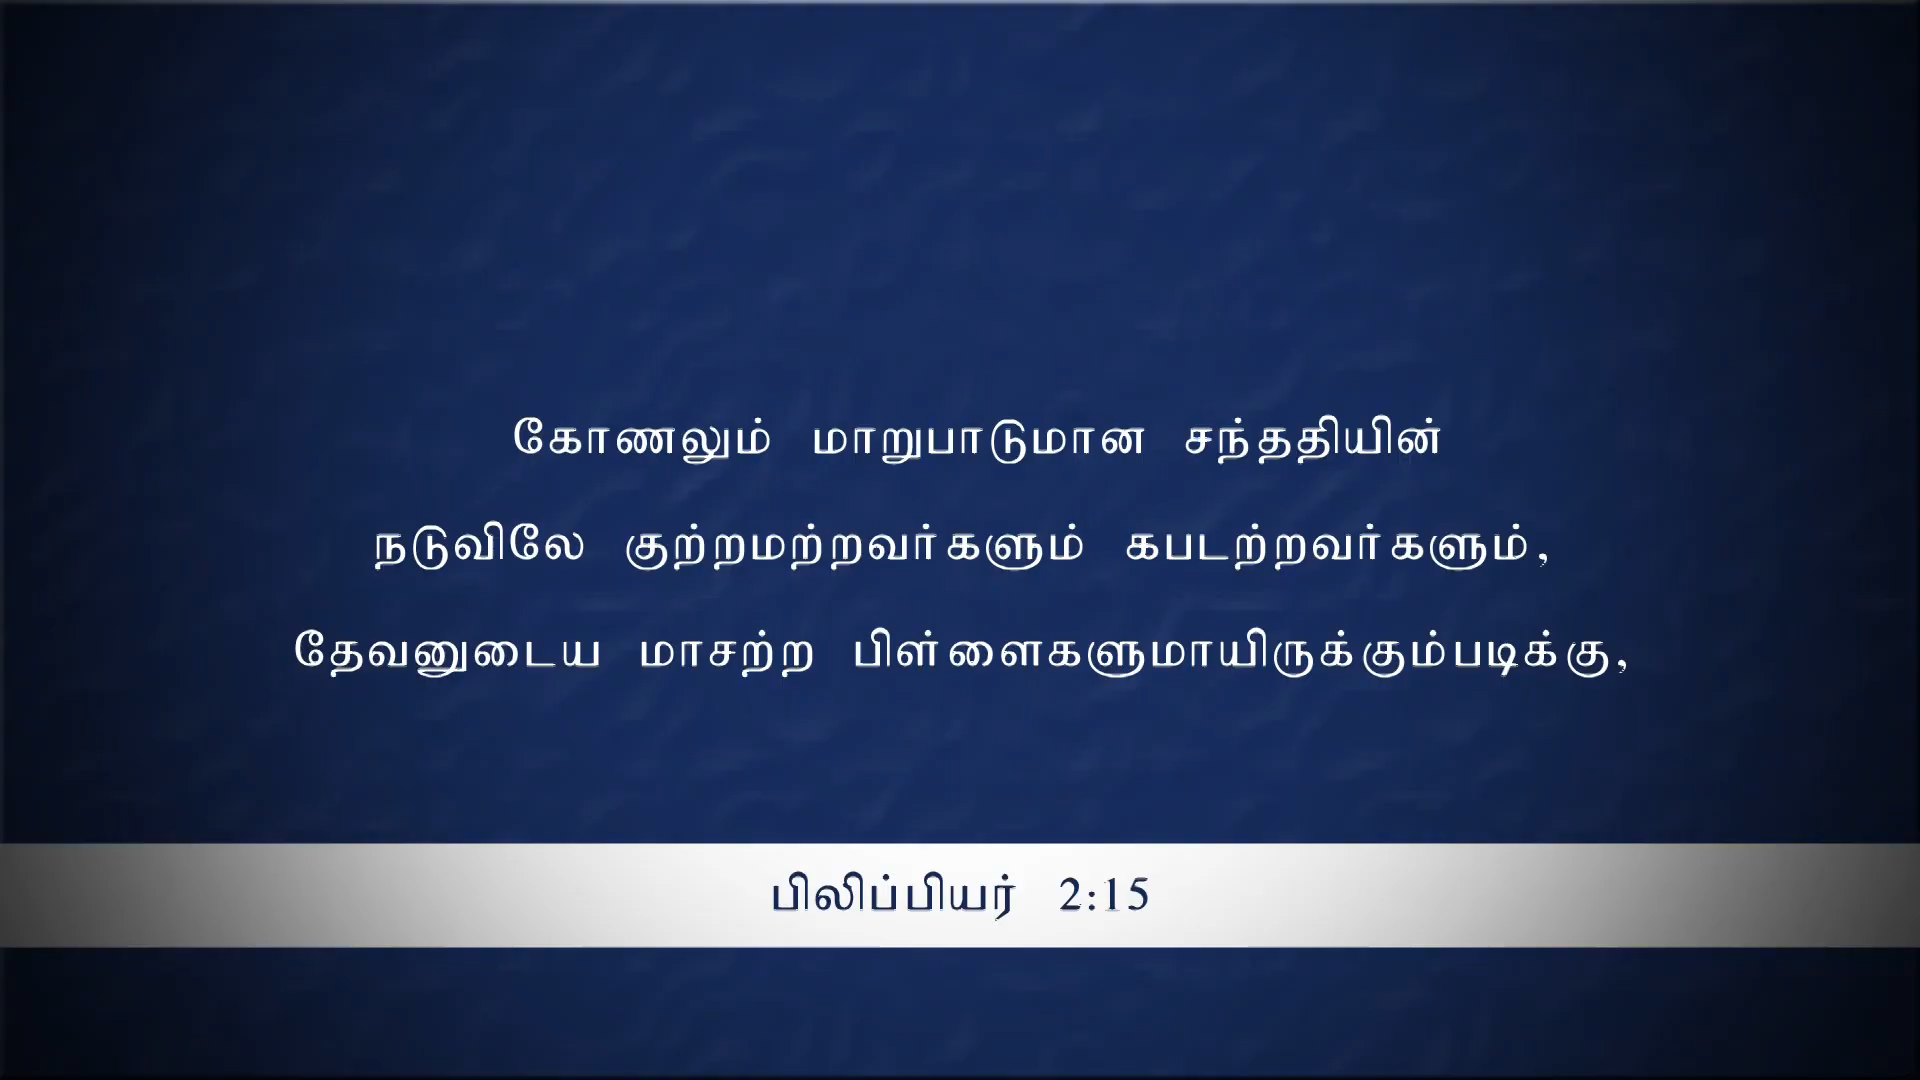 கோணலும் மாறுபாடுமான சந்ததியின்
நடுவிலே குற்றமற்றவர்களும் கபடற்றவர்களும்,
தேவனுடைய மாசற்ற பிள்ளைகளுமாயிருக்கும்படிக்கு,
பிலிப்பியர் 2:15